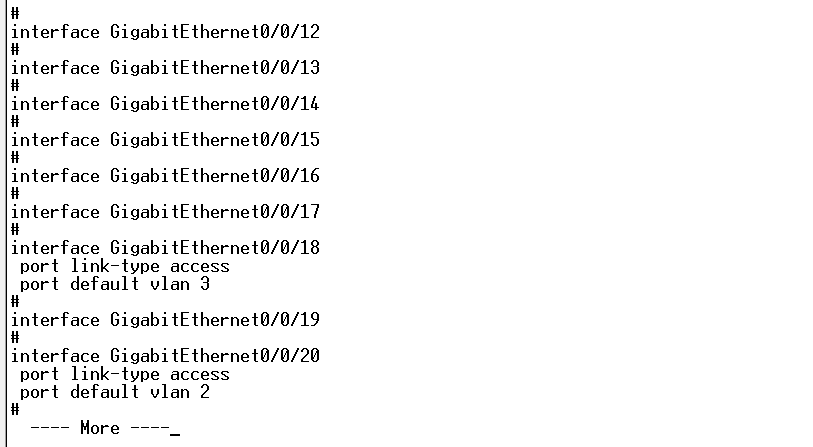 #
interface GigabitEthernet0/0/12
#
interface GigabitEthernet0/0/13
#
interface GigabitEthernet0/0/14
#
interface GigabitEthernet0/0/15
#
interface GigabitEthernet0/0/16
#
interface GigabitEthernet0/0/17
#
interface GigabitEthernet0/0/18
 port link-type access
 port default vlan 3
#
interface GigabitEthernet0/0/19
#
interface GigabitEthernet0/0/20
 port link-type access
 port default vlan 2
#
  ---- More ----_